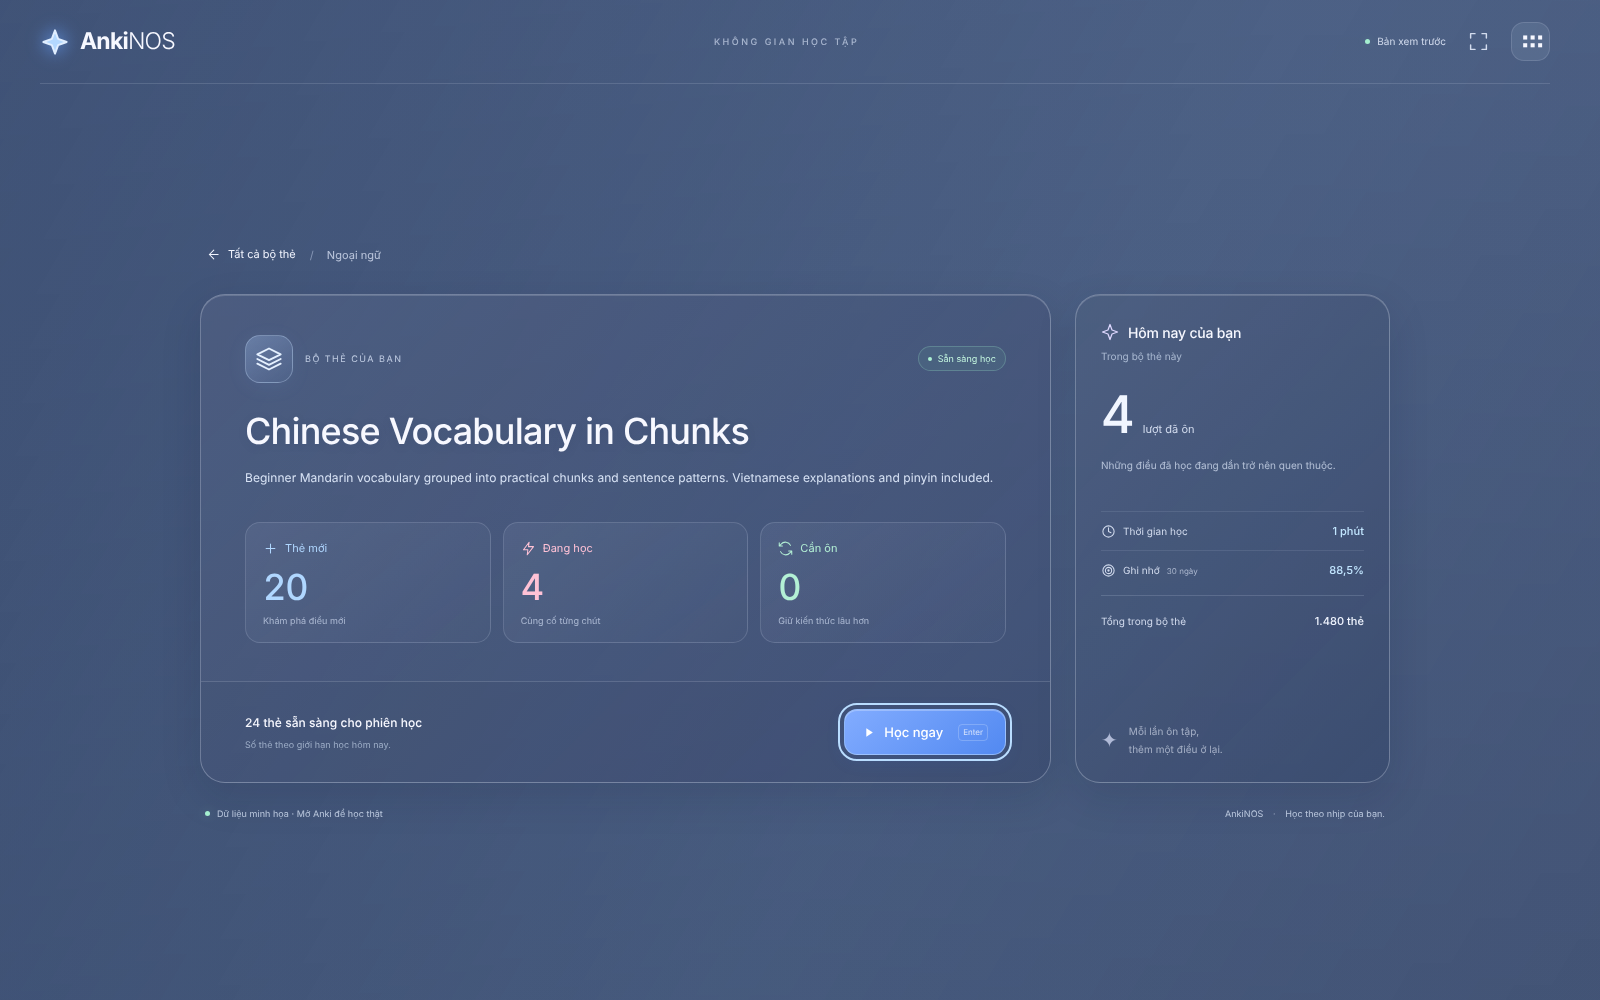 AnkiNOS
KHÔNG GIAN HỌC TẬP
Bản xem trước
Tất cả bộ thẻ / Ngoại ngữ
BỘ THẺ CỦA BẠN
Sẵn sàng học
Chinese Vocabulary in Chunks
Beginner Mandarin vocabulary grouped into practical chunks and sentence patterns. Vietnamese explanations and pinyin included.
Thẻ mới
20
Khám phá điều mới
Đang học
4
Củng cố từng chút
Cần ôn
0
Giữ kiến thức lâu hơn
24 thẻ sẵn sàng cho phiên học
Số thẻ theo giới hạn học hôm nay.
Học ngay Enter
Hôm nay của bạn
Trong bộ thẻ này
4 lượt đã ôn
Những điều đã học đang dần trở nên quen thuộc.
Thời gian học 1 phút
Ghi nhớ 30 ngày 88,5%
Tổng trong bộ thẻ 1.480 thẻ
Mỗi lần ôn tập,
thêm một điều ở lại.
Dữ liệu minh họa · Mở Anki để học thật
AnkiNOS · Học theo nhịp của bạn.